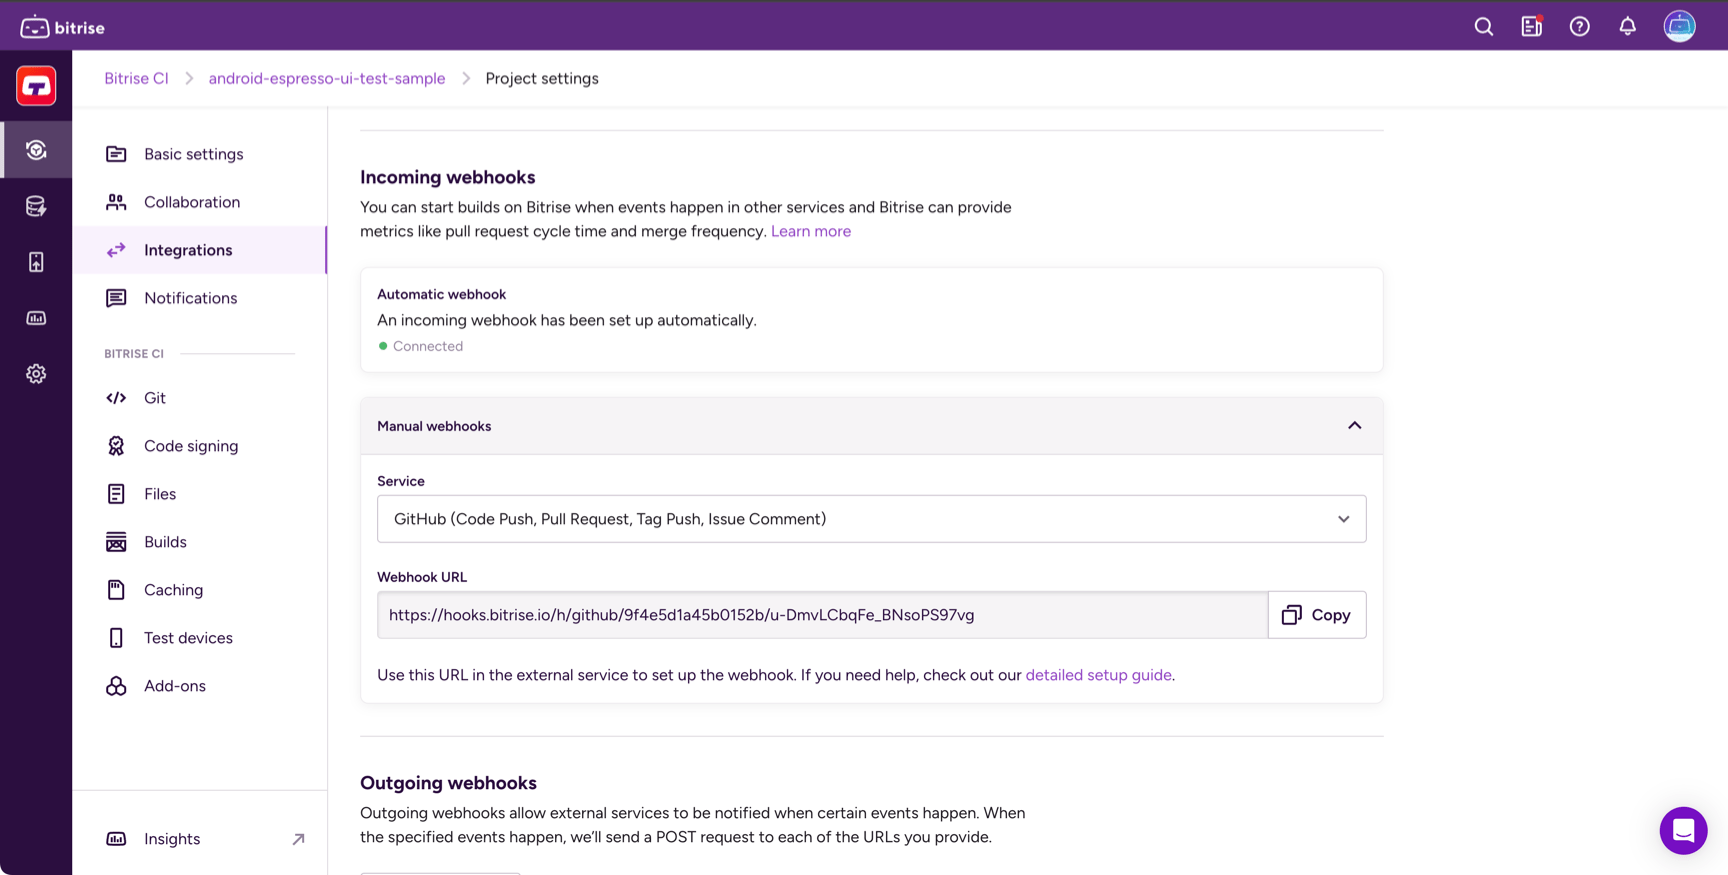 bitrise
Bitrise CI
android-espresso-ui-test-sample
Project settings
Basic settings
Collaboration
Integrations
Notifications
BITRISE CI
Git
Code signing
Files
Builds
Caching
Test devices
Add-ons
Insights
Incoming webhooks
You can start builds on Bitrise when events happen in other services and Bitrise can provide
metrics like pull request cycle time and merge frequency. Learn more
Automatic webhook
An incoming webhook has been set up automatically.
Connected
Manual webhooks
Service
GitHub (Code Push, Pull Request, Tag Push, Issue Comment)
Webhook URL
https://hooks.bitrise.io/h/github/9f4e5d1a45b0152b/u-DmvLCbqFe_BNsoPS97vg
Copy
Use this URL in the external service to set up the webhook. If you need help, check out our detailed setup guide.
Outgoing webhooks
Outgoing webhooks allow external services to be notified when certain events happen. When
the specified events happen, we'll send a POST request to each of the URLs you provide.